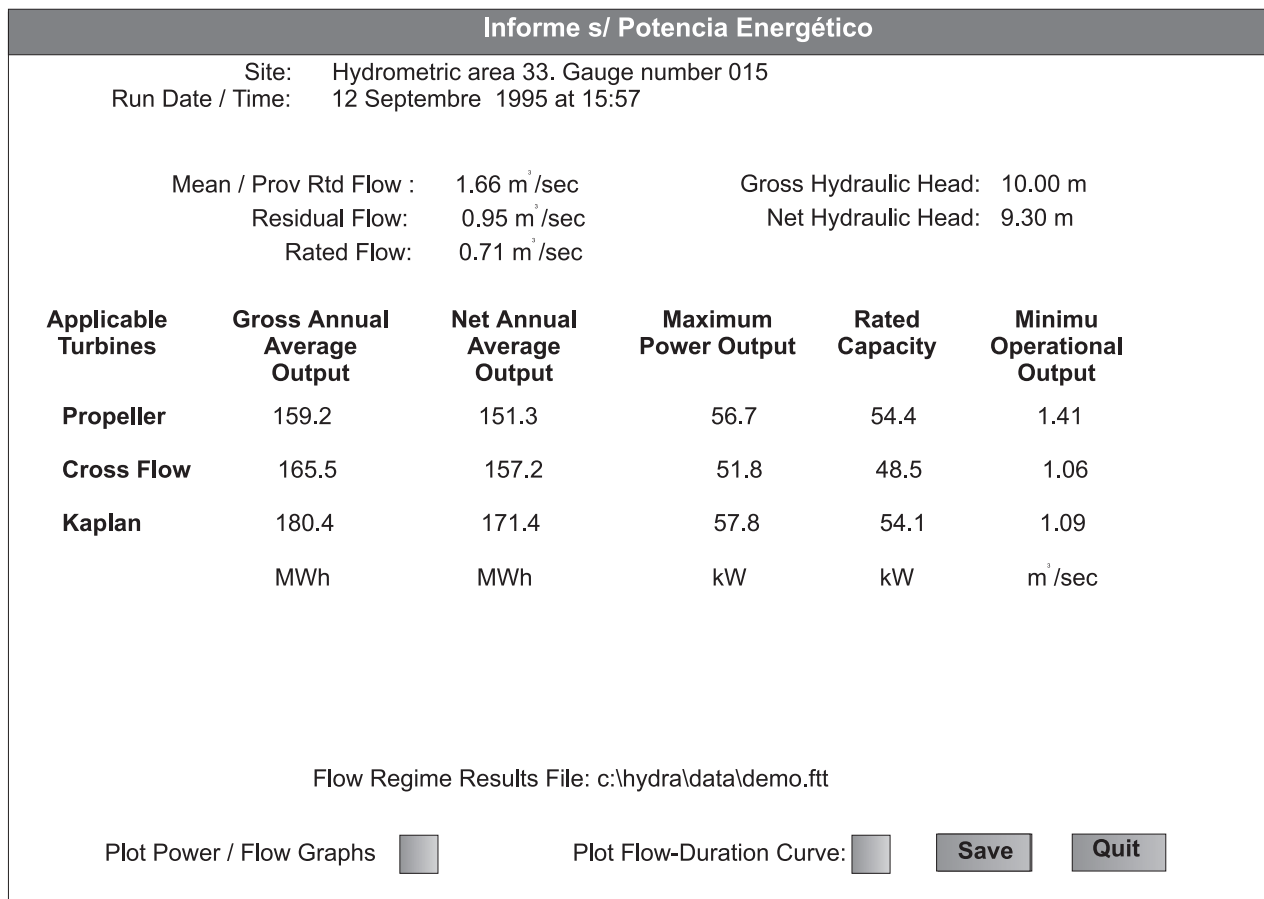 Informe s/ Potencia Energético
Site: Hydrometric area 33. Gauge number 015
Run Date / Time: 12 Septembre 1995 at 15:57
Mean / Prov Rtd Flow : 1.66 m³/sec Gross Hydraulic Head: 10.00 m
Residual Flow: 0.95 m³/sec Net Hydraulic Head: 9.30 m
Rated Flow: 0.71 m³/sec
Applicable Gross Annual Net Annual Maximum Rated Minimu
Turbines Average Average Power Output Capacity Operational
Output Output Output
Propeller 159.2 151.3 56.7 54.4 1.41
Cross Flow 165.5 157.2 51.8 48.5 1.06
Kaplan 180.4 171.4 57.8 54.1 1.09
MWh MWh kW kW m³/sec
Flow Regime Results File: c:\hydra\data\demo.ftt
Plot Power / Flow Graphs Plot Flow-Duration Curve: Save Quit